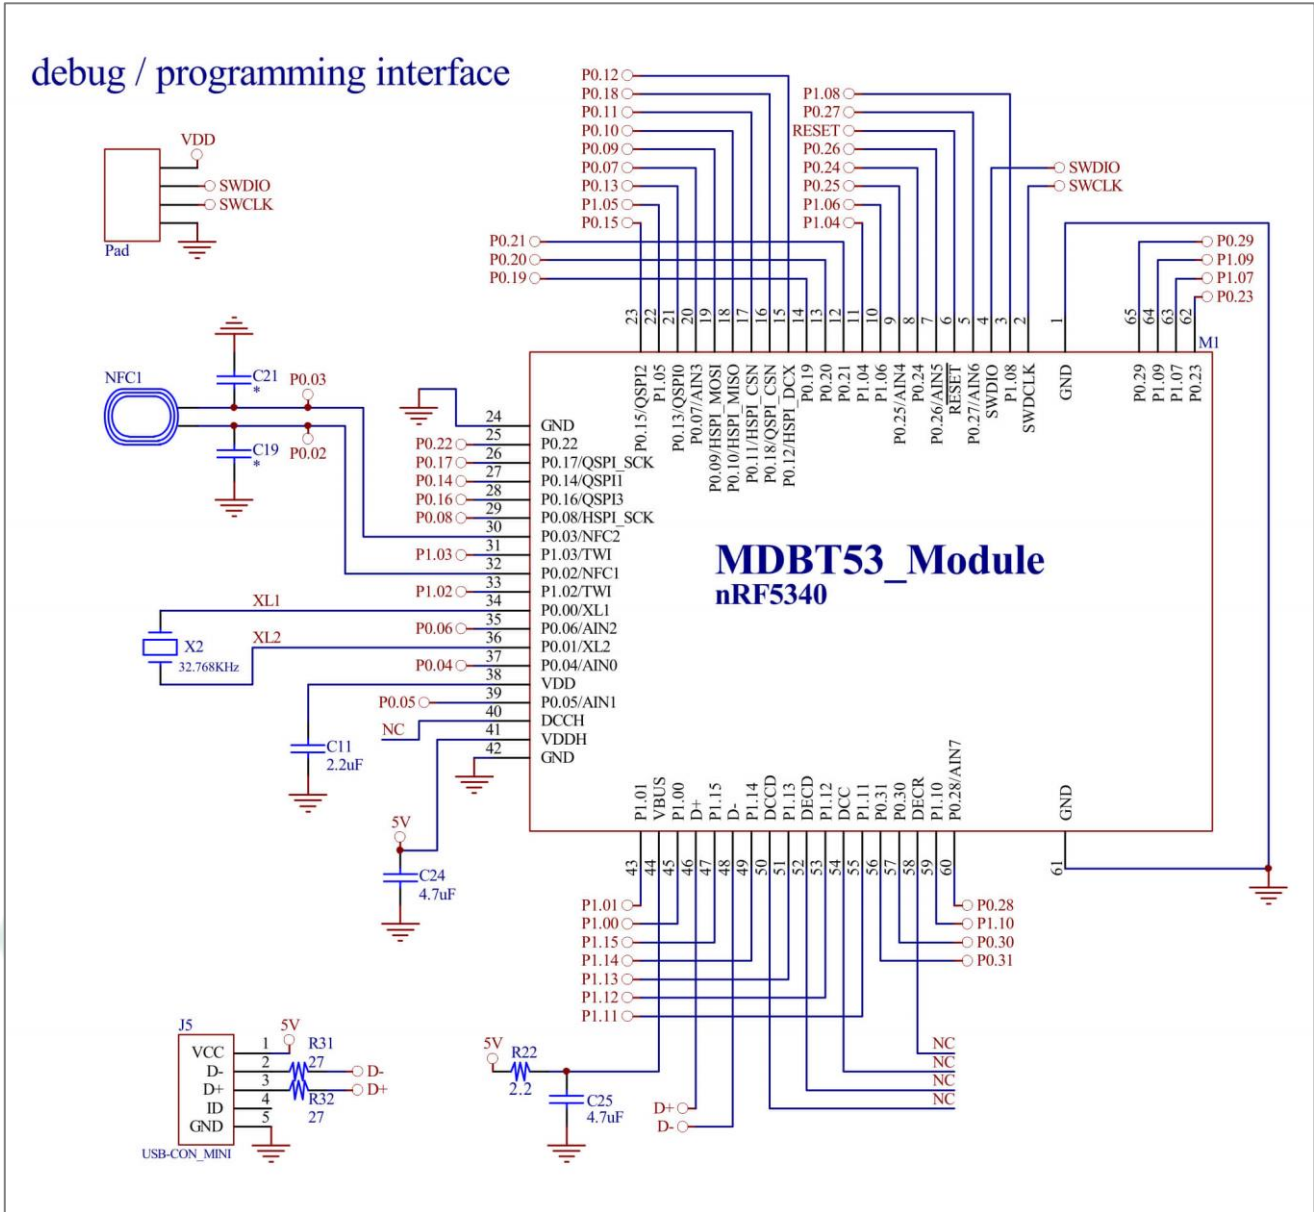 debug / programming interface
VDD
SWDIO
SWCLK
Pad
P0.12
P0.18
P0.11
P0.10
P0.09
P0.07
P0.13
P1.05
P0.15
P0.21
P0.20
P0.19
P1.08
P0.27
RESET
P0.26
P0.24
P0.25
P1.06
P1.04
SWDIO
SWCLK
P0.29
P1.09
P1.07
P0.23
23 22 21 20 19 18 17 16 15 14 13 12 11 10 9 8 7 6 5 4 3 2 1 65 64 63 62
M1
P0.15/QSPI2
P1.05
P0.13/QSPI0
P0.07/AIN3
P0.09/HSPI_MOSI
P0.10/HSPI_MISO
P0.11/HSPI_CSN
P0.18/QSPI_CSN
P0.12/HSPI_DCX
P0.19
P0.20
P0.21
P1.04
P1.06
P0.25/AIN4
P0.24
P0.26/AIN5
RESET
P0.27/AIN6
SWDIO
P1.08
SWDCLK
GND
P0.29
P1.09
P1.07
P0.23
NFC1
C21
*
P0.03
C19
*
P0.02
24 GND
P0.22 25 P0.22
P0.17 26 P0.17/QSPI_SCK
P0.14 27 P0.14/QSPI1
P0.16 28 P0.16/QSPI3
P0.08 29 P0.08/HSPI_SCK
30 P0.03/NFC2
P1.03 31 P1.03/TWI
32 P0.02/NFC1
P1.02 33 P1.02/TWI
XL1 34 P0.00/XL1
P0.06 35 P0.06/AIN2
XL2 36 P0.01/XL2
P0.04 37 P0.04/AIN0
38 VDD
P0.05 39 P0.05/AIN1
NC 40 DCCH
41 VDDH
42 GND
MDBT53_Module
nRF5340
X2
32.768KHz
C11
2.2uF
5V
C24
4.7uF
P1.01
VBUS
P1.00
D+
P1.15
D-
P1.14
DCCD
P1.13
DECD
P1.12
DCC
P1.11
P0.31
P0.30
DECR
P1.10
P0.28/AIN7
GND
43 44 45 46 47 48 49 50 51 52 53 54 55 56 57 58 59 60 61
P1.01
P1.00
P1.15
P1.14
P1.13
P1.12
P1.11
P0.28
P1.10
P0.30
P0.31
NC
NC
NC
NC
J5
5V
VCC 1
D- 2
D+ 3
ID 4
GND 5
R31
27
D-
D+
R32
27
USB-CON_MINI
5V
R22
2.2
C25
4.7uF
D+
D-